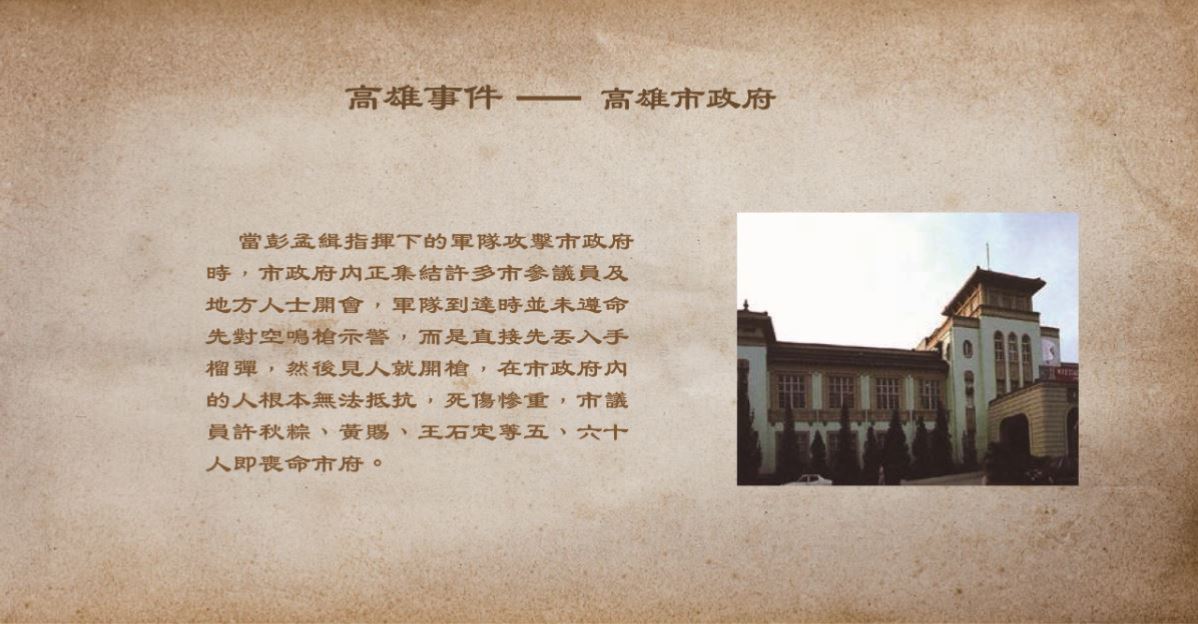 高雄事件 —— 高雄市政府
當彭孟緝指揮下的軍隊攻擊市政府
時，市政府內正集結許多市參議員及
地方人士開會，軍隊到達時並未遵命
先對空鳴槍示警，而是直接先丟入手
榴彈，然後見人就開槍，在市政府內
的人根本無法抵抗，死傷慘重，市議
員許秋粽、黃賜、王石定等五、六十
人即喪命市府。